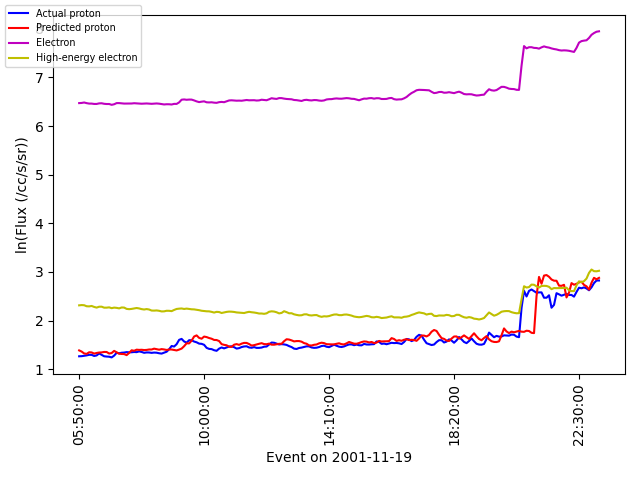 Actual proton
Predicted proton
Electron
High-energy electron
7
6
5
4
3
2
1
ln(Flux (/cc/s/sr))
05:50:00
10:00:00
14:10:00
18:20:00
22:30:00
Event on 2001-11-19